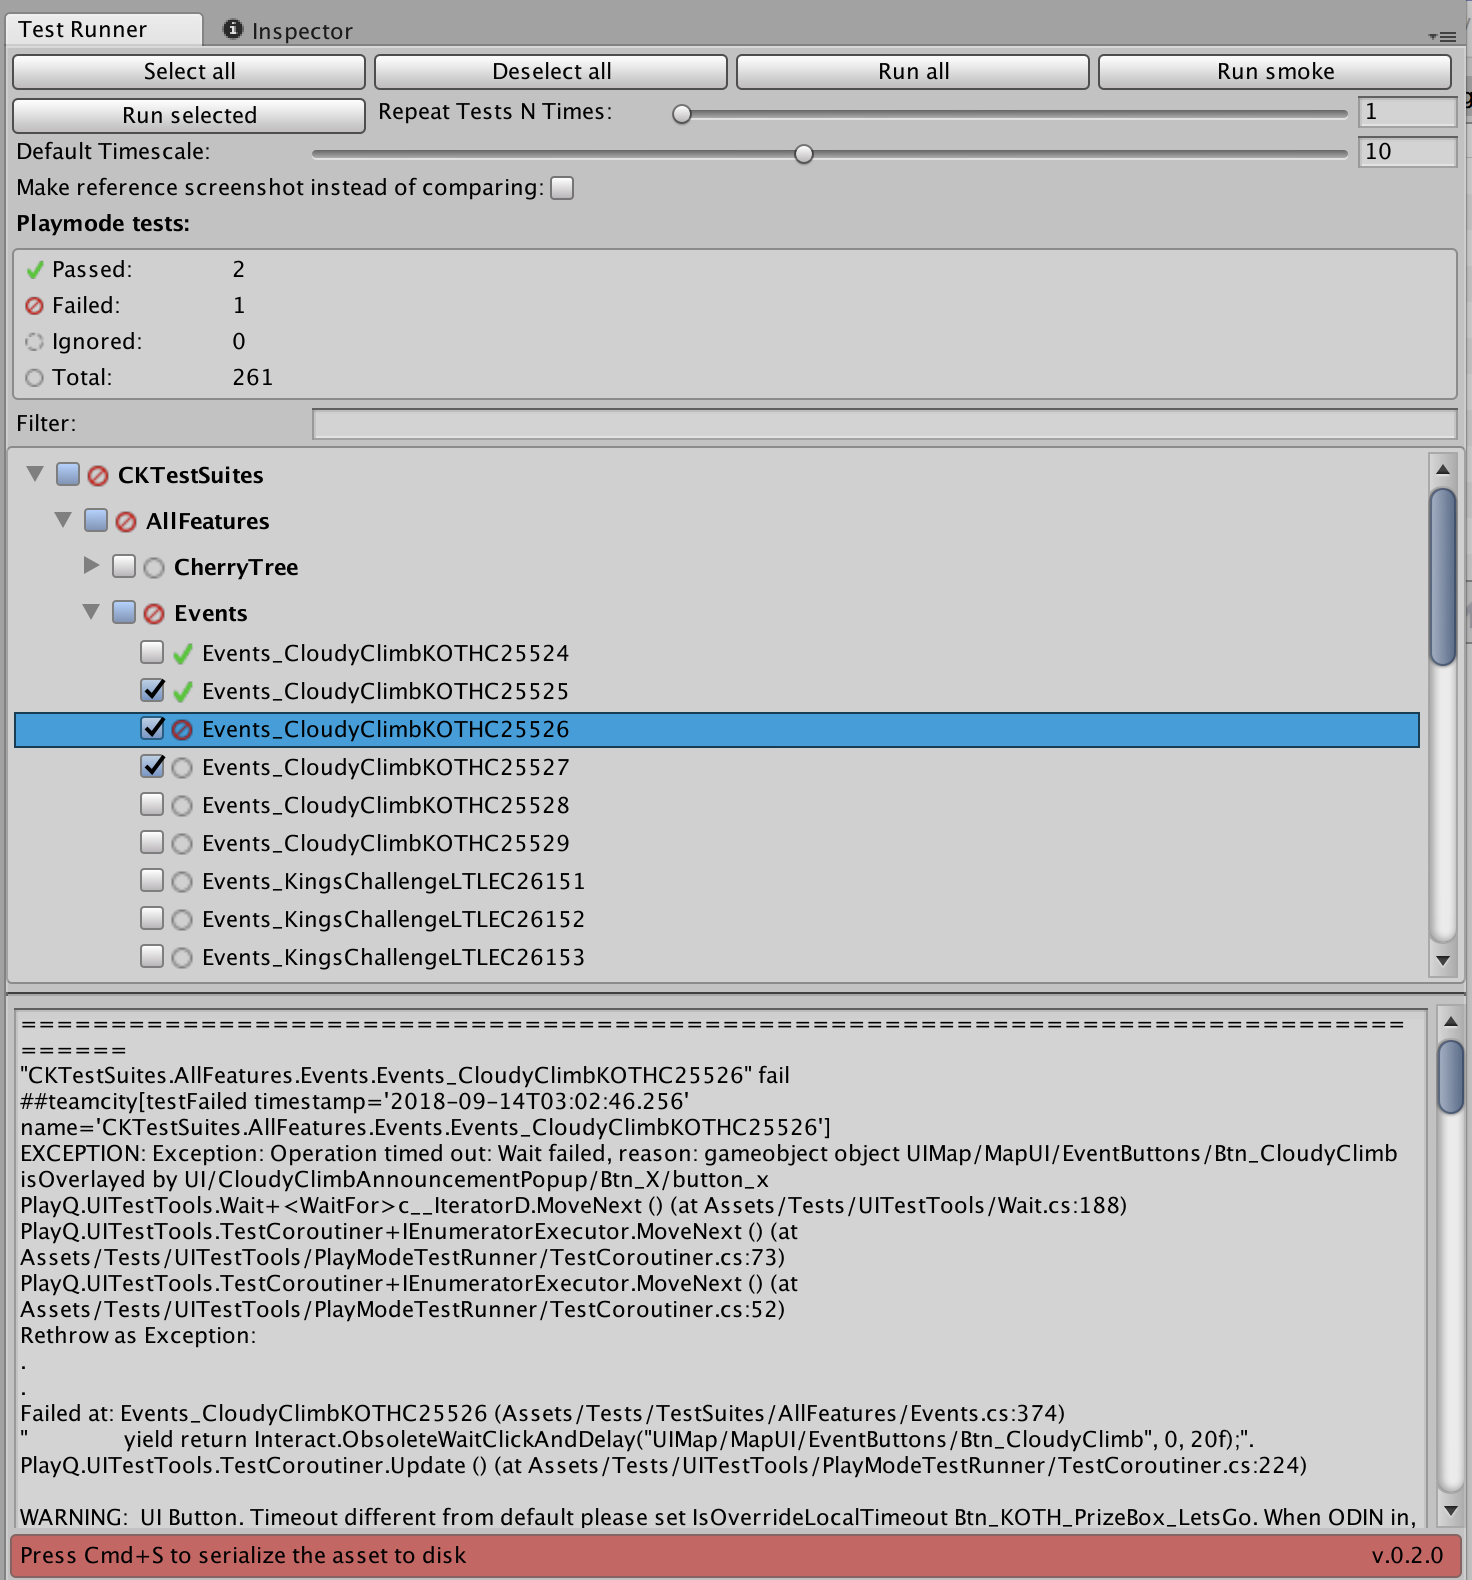 Test Runner
Inspector
Select all
Deselect all
Run all
Run smoke
Run selected
Repeat Tests N Times:
1
Default Timescale:
10
Make reference screenshot instead of comparing:
Playmode tests:
Passed: 2
Failed: 1
Ignored: 0
Total: 261
Filter:
CKTestSuites
AllFeatures
CherryTree
Events
Events_CloudyClimbKOTHC25524
Events_CloudyClimbKOTHC25525
Events_CloudyClimbKOTHC25526
Events_CloudyClimbKOTHC25527
Events_CloudyClimbKOTHC25528
Events_CloudyClimbKOTHC25529
Events_KingsChallengeLTLEC26151
Events_KingsChallengeLTLEC26152
Events_KingsChallengeLTLEC26153
==============================================================================
======
"CKTestSuites.AllFeatures.Events.Events_CloudyClimbKOTHC25526" fail
##teamcity[testFailed timestamp='2018-09-14T03:02:46.256'
name='CKTestSuites.AllFeatures.Events.Events_CloudyClimbKOTHC25526']
EXCEPTION: Exception: Operation timed out: Wait failed, reason: gameobject object UIMap/MapUI/EventButtons/Btn_CloudyClimb
isOverlayed by UI/CloudyClimbAnnouncementPopup/Btn_X/button_x
PlayQ.UITestTools.Wait+<WaitFor>c__IteratorD.MoveNext () (at Assets/Tests/UITestTools/Wait.cs:188)
PlayQ.UITestTools.TestCoroutiner+IEnumeratorExecutor.MoveNext () (at
Assets/Tests/UITestTools/PlayModeTestRunner/TestCoroutiner.cs:73)
PlayQ.UITestTools.TestCoroutiner+IEnumeratorExecutor.MoveNext () (at
Assets/Tests/UITestTools/PlayModeTestRunner/TestCoroutiner.cs:52)
Rethrow as Exception:
.
.
Failed at: Events_CloudyClimbKOTHC25526 (Assets/Tests/TestSuites/AllFeatures/Events.cs:374)
" yield return Interact.ObsoleteWaitClickAndDelay("UIMap/MapUI/EventButtons/Btn_CloudyClimb", 0, 20f);".
PlayQ.UITestTools.TestCoroutiner.Update () (at Assets/Tests/UITestTools/PlayModeTestRunner/TestCoroutiner.cs:224)
WARNING: UI Button. Timeout different from default please set IsOverrideLocalTimeout Btn_KOTH_PrizeBox_LetsGo. When ODIN in,
Press Cmd+S to serialize the asset to disk
v.0.2.0